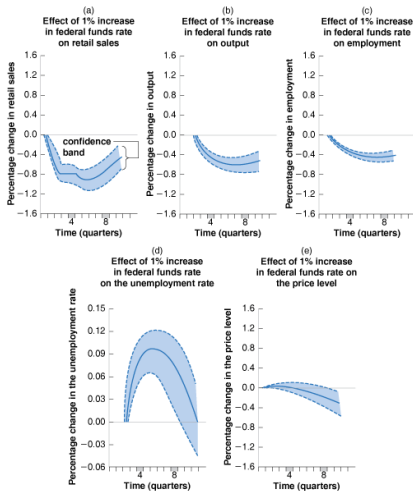 (a)
Effect of 1% increase
in federal funds rate
on retail sales
Percentage change in retail sales
1.6
1.2
0.8
0.4
0.0
−0.4
−0.8
−1.2
−1.6
confidence
band
4
8
Time (quarters)
(b)
Effect of 1% increase
in federal funds rate
on output
Percentage change in output
1.6
1.2
0.8
0.4
0.0
−0.4
−0.8
−1.2
−1.6
4
8
Time (quarters)
(c)
Effect of 1% increase
in federal funds rate
on employment
Percentage change in employment
1.6
1.2
0.8
0.4
0.0
−0.4
−0.8
−1.2
−1.6
4
8
Time (quarters)
(d)
Effect of 1% increase
in federal funds rate
on the unemployment rate
Percentage change in the unemployment rate
0.15
0.12
0.09
0.06
0.03
0.00
−0.03
−0.06
4
8
Time (quarters)
(e)
Effect of 1% increase
in federal funds rate on
the price level
Percentage change in the price level
1.6
1.2
0.8
0.4
0.0
−0.4
−0.8
−1.2
−1.6
4
8
Time (quarters)